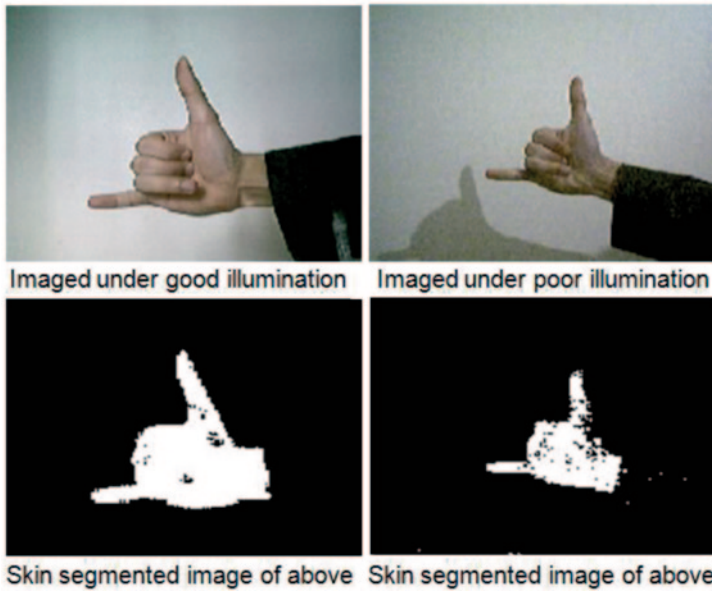 Imaged under good illumination
Imaged under poor illumination
Skin segmented image of above
Skin segmented image of above